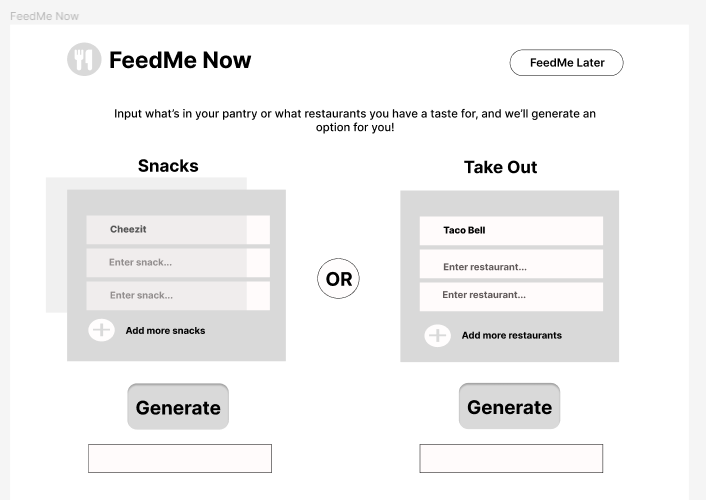 FeedMe Now
FeedMe Now
FeedMe Later
Input what's in your pantry or what restaurants you have a taste for, and we'll generate an
option for you!
Snacks
Cheezit
Enter snack...
Enter snack...
Add more snacks
Generate
OR
Take Out
Taco Bell
Enter restaurant...
Enter restaurant...
Add more restaurants
Generate